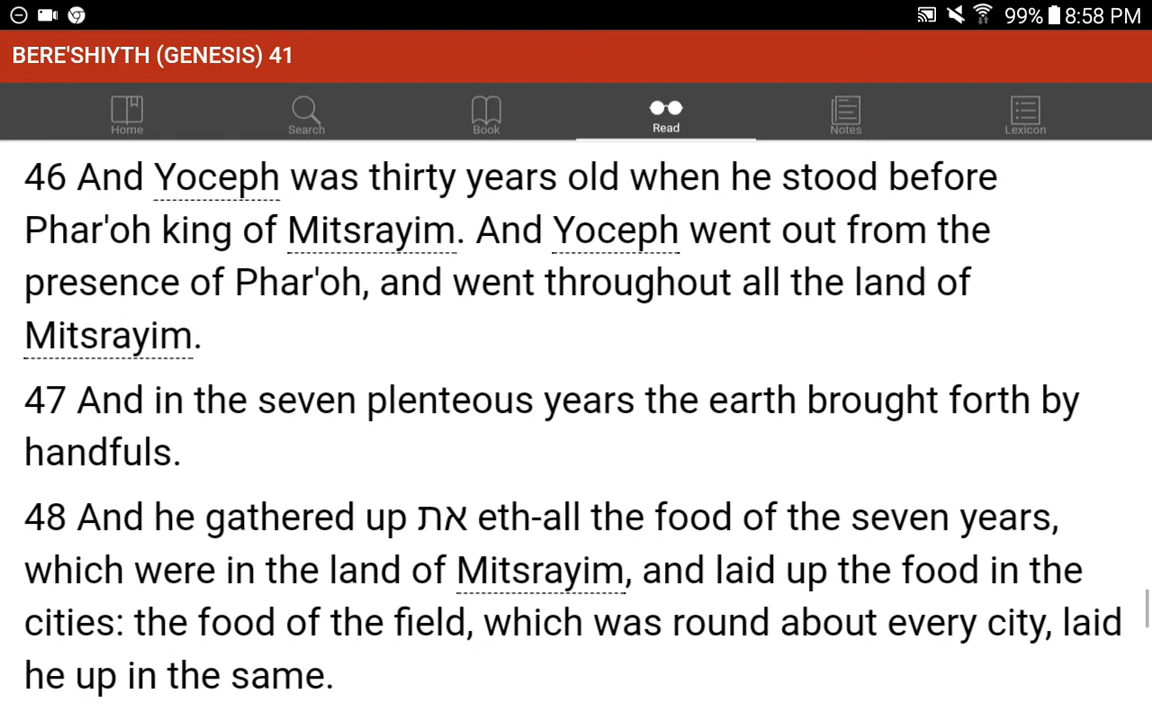 99% 8:58 PM
BERE'SHIYTH (GENESIS) 41
Home Search Book Read Notes Lexicon
46 And Yoceph was thirty years old when he stood before
Phar'oh king of Mitsrayim. And Yoceph went out from the
presence of Phar'oh, and went throughout all the land of
Mitsrayim.
47 And in the seven plenteous years the earth brought forth by
handfuls.
48 And he gathered up את eth-all the food of the seven years,
which were in the land of Mitsrayim, and laid up the food in the
cities: the food of the field, which was round about every city, laid
he up in the same.